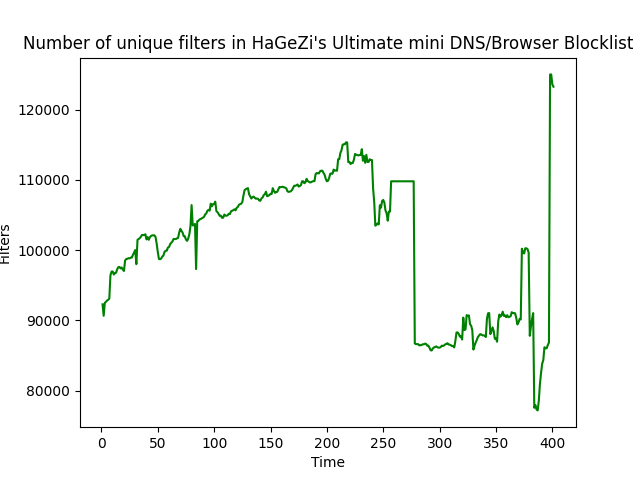 Number of unique filters in HaGeZi's Ultimate mini DNS/Browser Blocklist
120000
110000
100000
90000
80000
Filters
0 50 100 150 200 250 300 350 400
Time